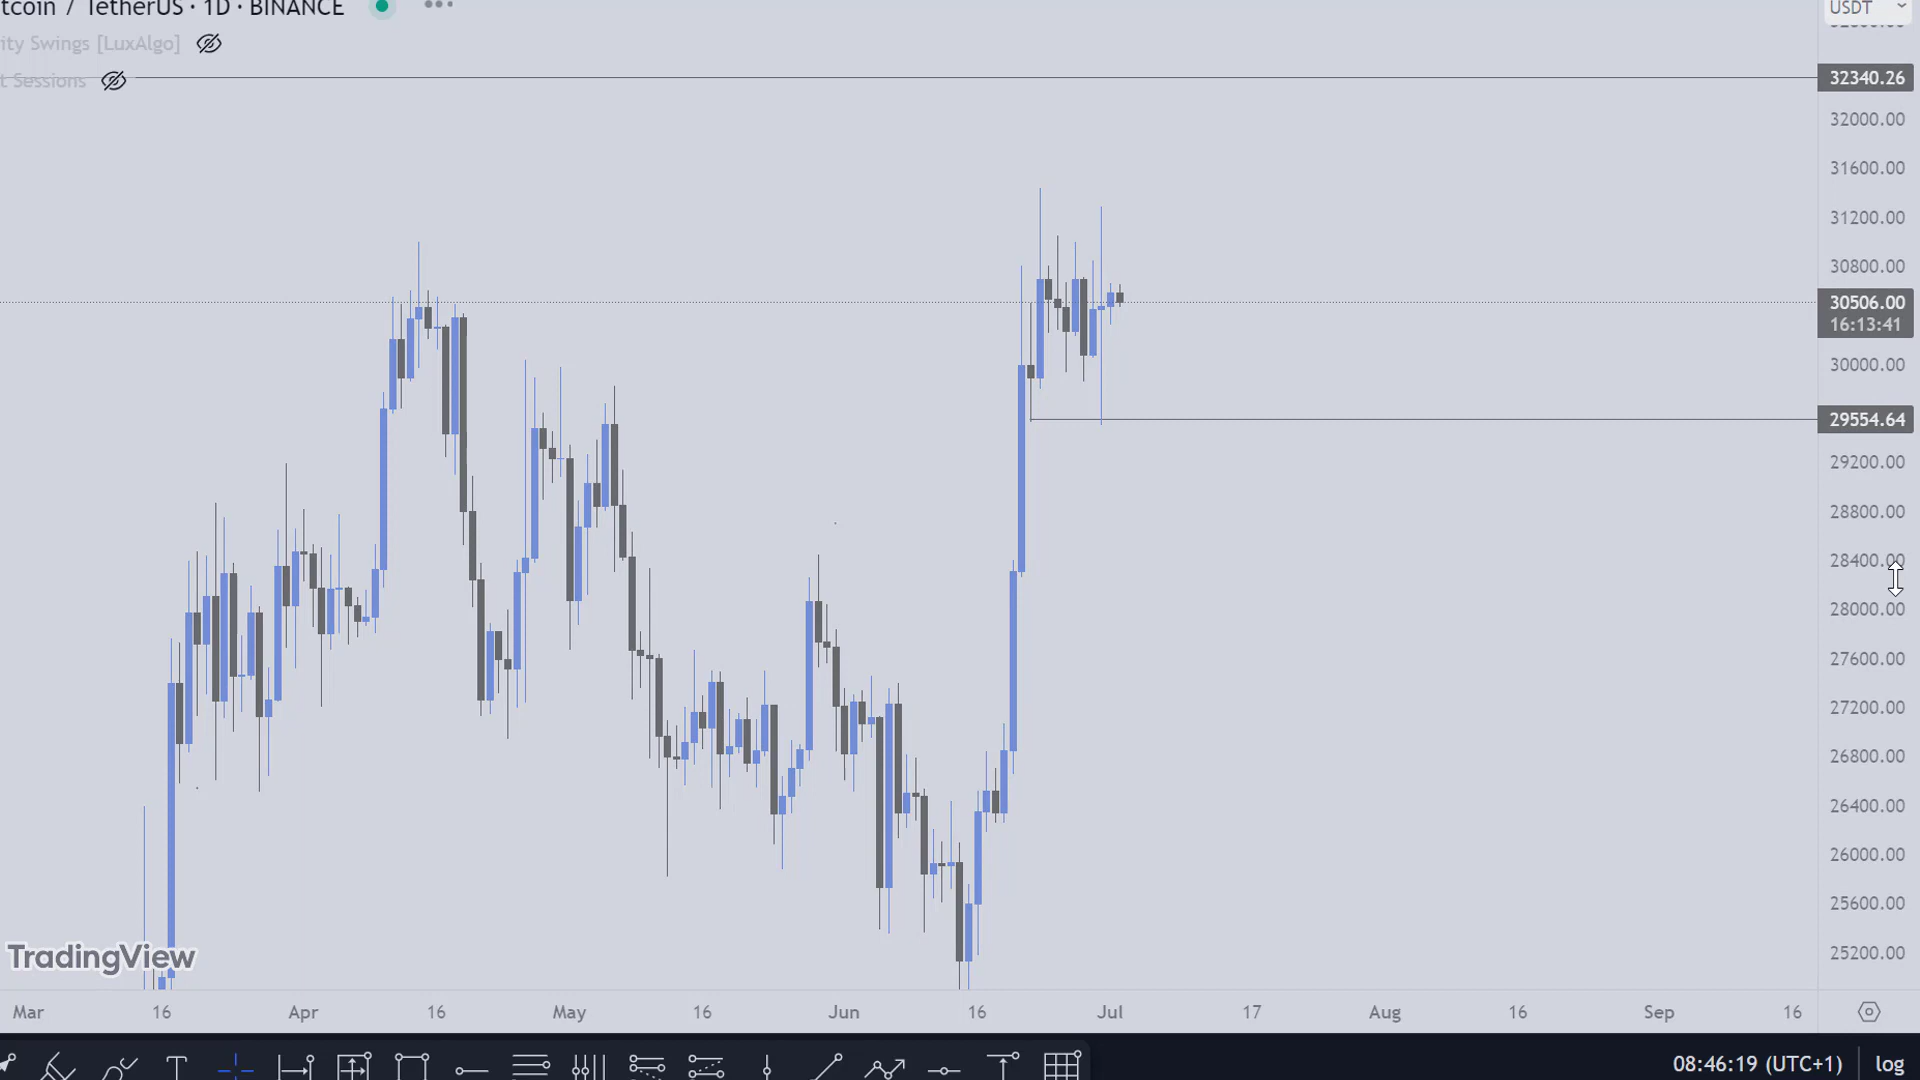 tcoin / TetherUS · 1D · BINANCE
USDT
ity Swings [LuxAlgo]
t Sessions
32340.26
32000.00
31600.00
31200.00
30800.00
30506.00
16:13:41
30000.00
29554.64
29200.00
28800.00
28400.00
28000.00
27600.00
27200.00
26800.00
26400.00
26000.00
25600.00
25200.00
TradingView
Mar 16 Apr 16 May 16 Jun 16 Jul 17 Aug 16 Sep 16
08:46:19 (UTC+1) log